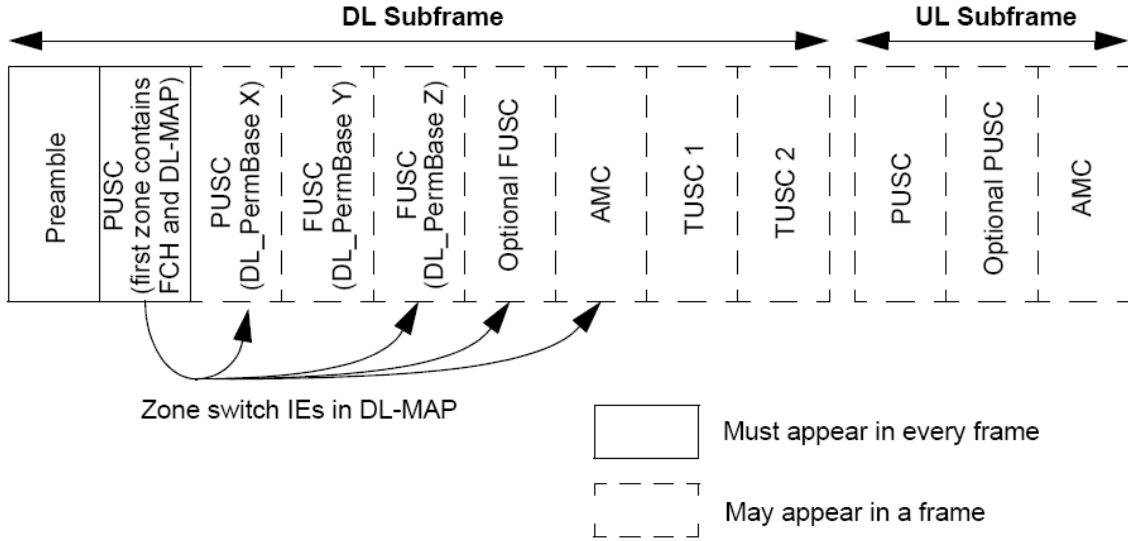 DL Subframe
UL Subframe
Preamble
PUSC
(first zone contains
FCH and DL-MAP)
PUSC
(DL_PermBase X)
FUSC
(DL_PermBase Y)
FUSC
(DL_PermBase Z)
Optional FUSC
AMC
TUSC 1
TUSC 2
PUSC
Optional PUSC
AMC
Zone switch IEs in DL-MAP
Must appear in every frame
May appear in a frame